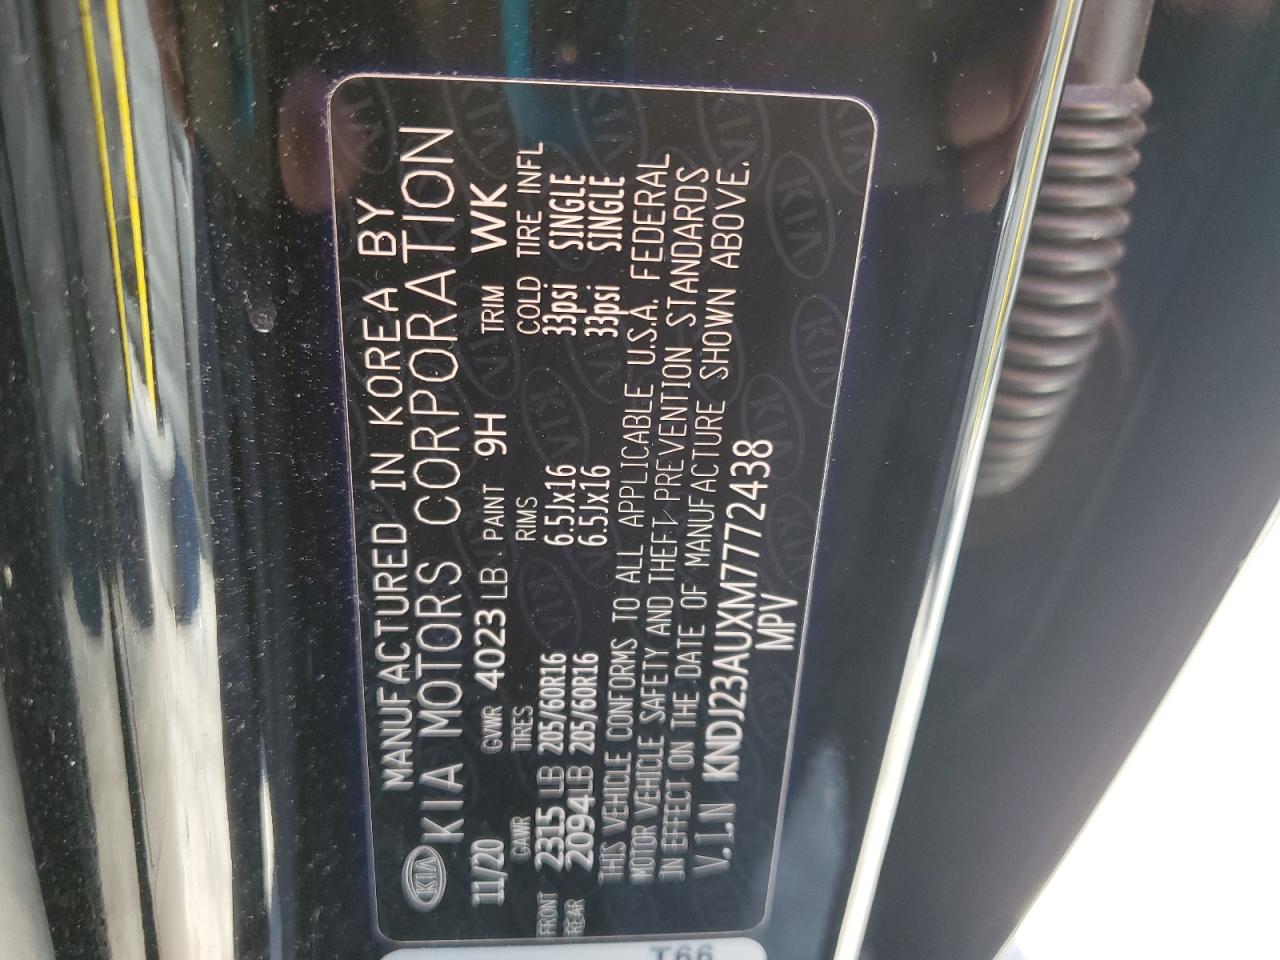 KIA MANUFACTURED IN KOREA BY
KIA MOTORS CORPORATION
11/20 GVWR 4023 LB. PAINT 9H TRIM WK
GAWR TIRES RIMS COLD TIRE INFL
FRONT 2315 LB 205/60R16 6.5Jx16 33psi SINGLE
REAR 2094LB 205/60R16 6.5Jx16 33psi SINGLE
THIS VEHICLE CONFORMS TO ALL APPLICABLE U.S.A. FEDERAL
MOTOR VEHICLE SAFETY AND THEFT PREVENTION STANDARDS
IN EFFECT ON THE DATE OF MANUFACTURE SHOWN ABOVE.
V.I.N KNDJ23AUXM7772438
MPV
T66